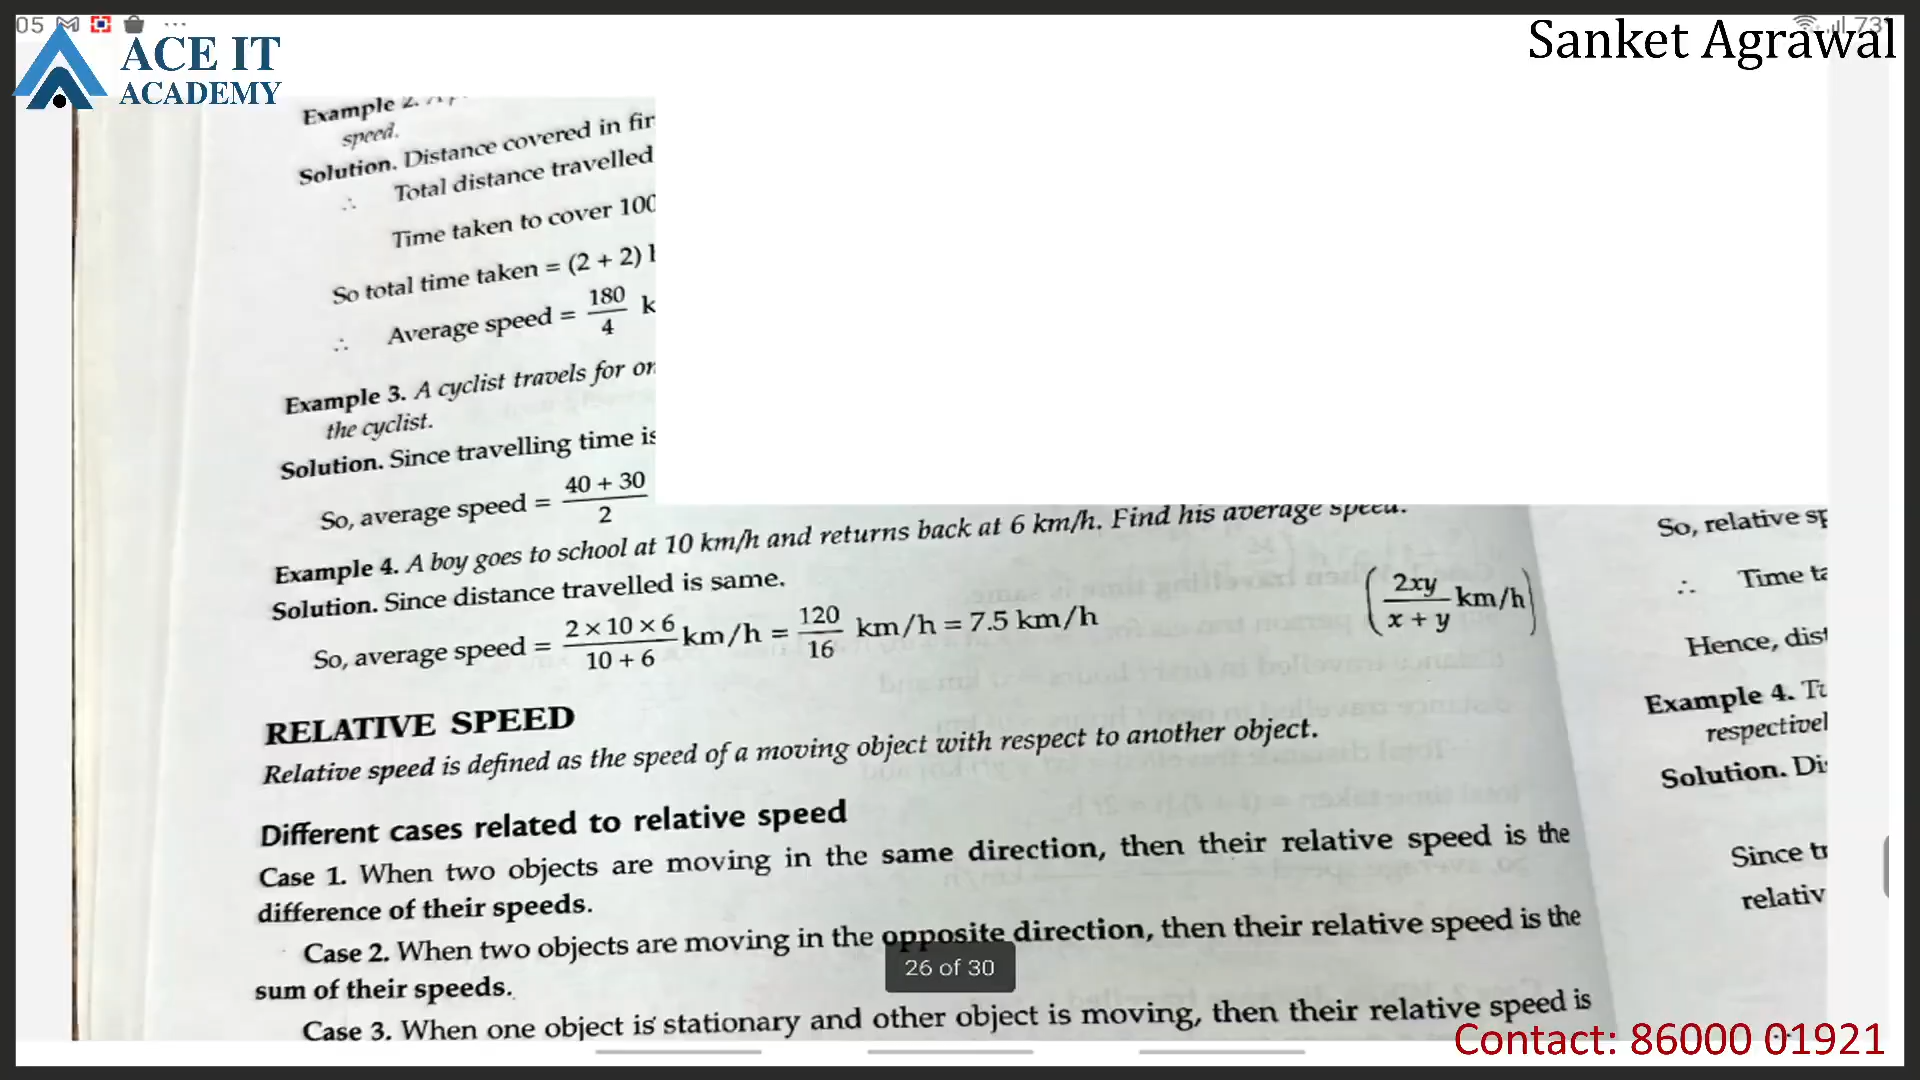 05
ACE IT
ACADEMY
Sanket Agrawal
73
Example 2. A
speed.
Solution. Distance covered in fir
∴ Total distance travelled
Time taken to cover 100
So total time taken = (2 + 2) h
∴ Average speed = 180/4 k
Example 3. A cyclist travels for on
the cyclist.
Solution. Since travelling time is
So, average speed = 40 + 30 / 2
Example 4. A boy goes to school at 10 km/h and returns back at 6 km/h. Find his average speed.
Solution. Since distance travelled is same.
So, average speed = 2 × 10 × 6 / 10 + 6 km/h = 120/16 km/h = 7.5 km/h (2xy / x + y km/h)
RELATIVE SPEED
Relative speed is defined as the speed of a moving object with respect to another object.
Different cases related to relative speed
Case 1. When two objects are moving in the same direction, then their relative speed is the
difference of their speeds.
Case 2. When two objects are moving in the opposite direction, then their relative speed is the
sum of their speeds.
Case 3. When one object is stationary and other object is moving, then their relative speed is
26 of 30
So, relative sp
∴ Time ta
Hence, dist
Example 4. Tr
respectivel
Solution. Di
Since tr
relativ
Contact: 86000 01921